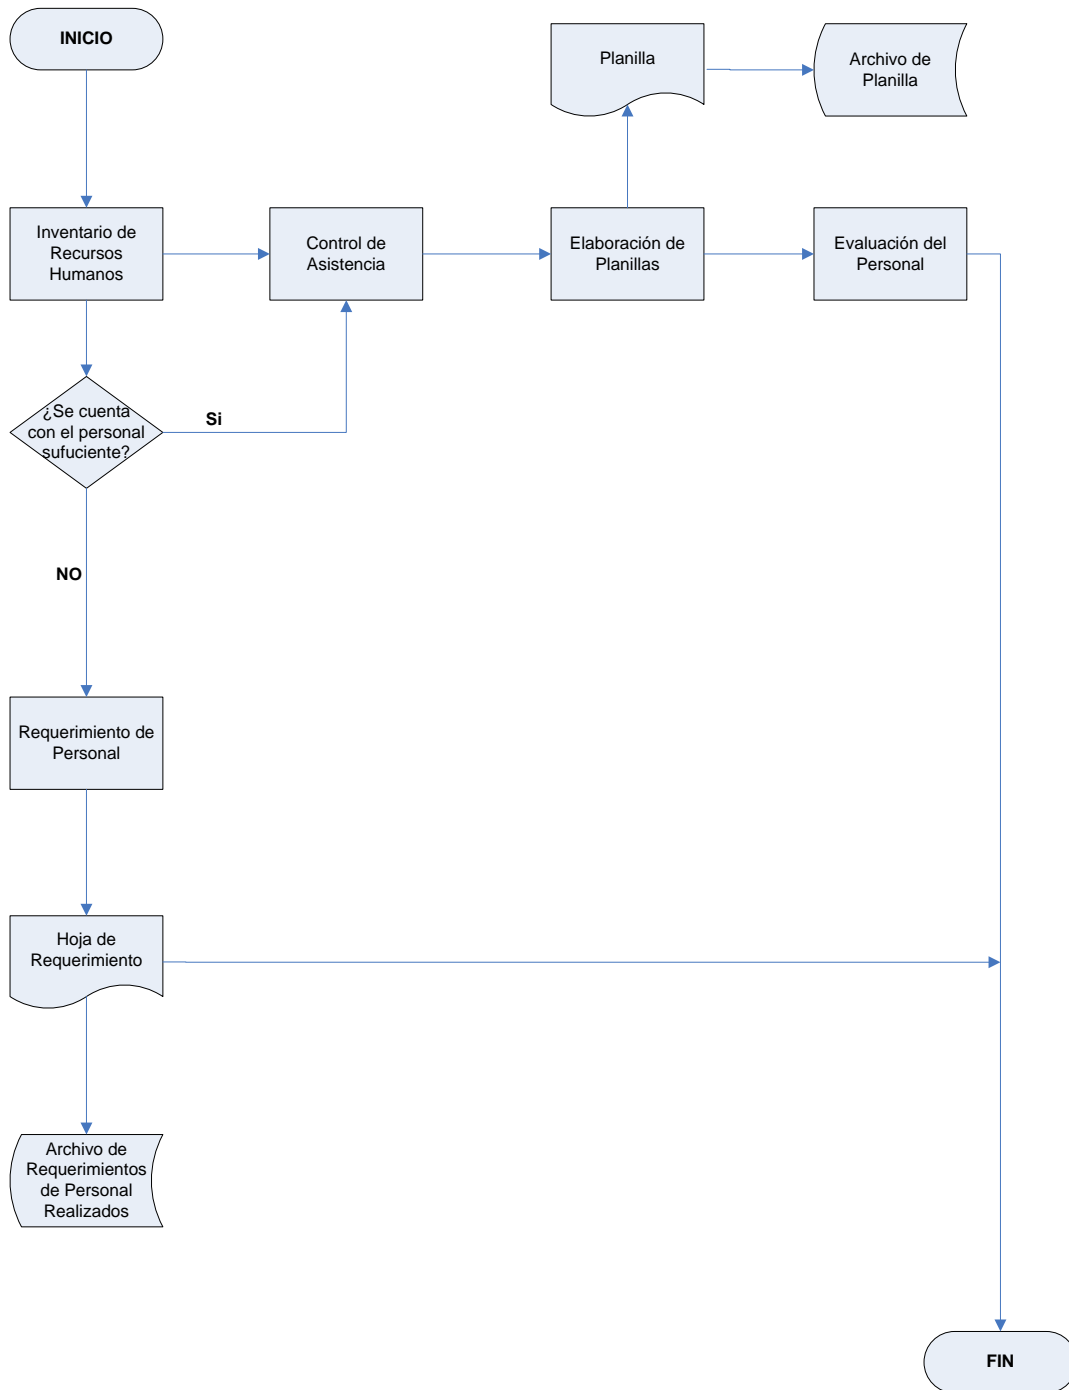 INICIO
Planilla
Archivo de
Planilla
Inventario de
Recursos
Humanos
Control de
Asistencia
Elaboración de
Planillas
Evaluación del
Personal
¿Se cuenta
con el personal
sufuciente?
Si
NO
Requerimiento de
Personal
Hoja de
Requerimiento
Archivo de
Requerimientos
de Personal
Realizados
FIN